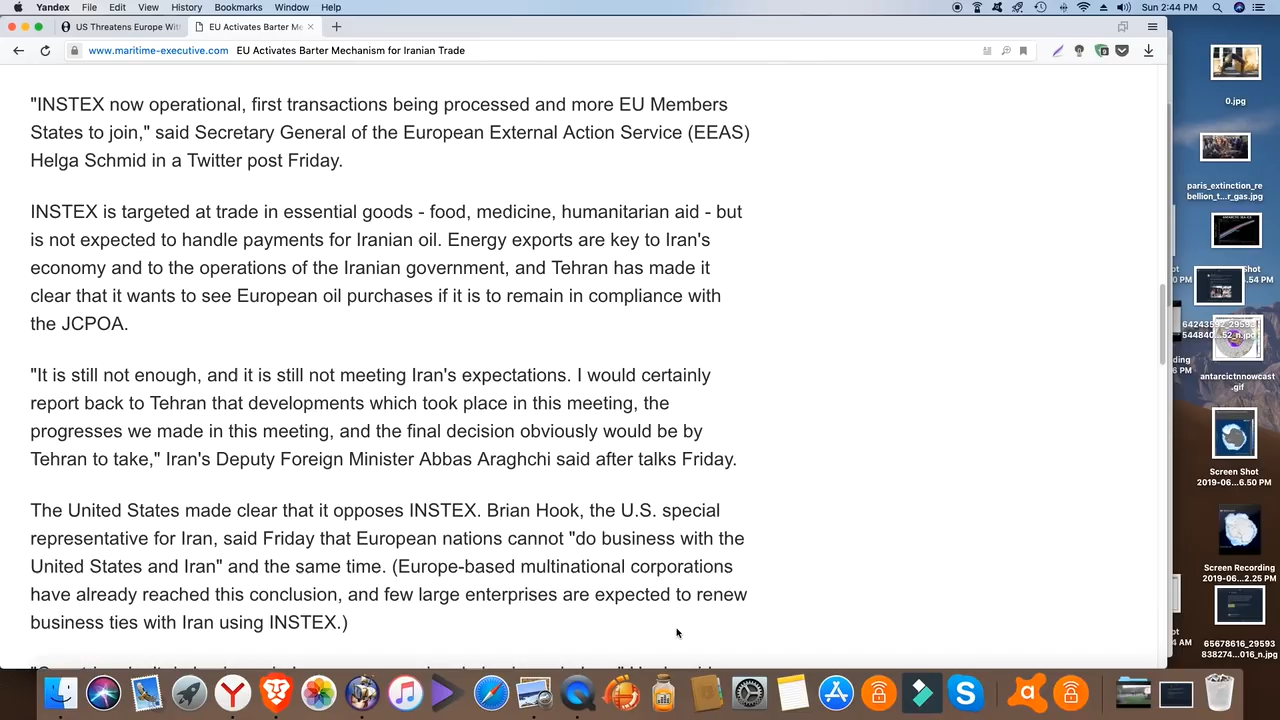 Yandex File Edit View History Bookmarks Window Help
Sun 2:44 PM
US Threatens Europe Wit
EU Activates Barter Me
www.maritime-executive.com EU Activates Barter Mechanism for Iranian Trade
"INSTEX now operational, first transactions being processed and more EU Members
States to join," said Secretary General of the European External Action Service (EEAS)
Helga Schmid in a Twitter post Friday.
INSTEX is targeted at trade in essential goods - food, medicine, humanitarian aid - but
is not expected to handle payments for Iranian oil. Energy exports are key to Iran's
economy and to the operations of the Iranian government, and Tehran has made it
clear that it wants to see European oil purchases if it is to remain in compliance with
the JCPOA.
"It is still not enough, and it is still not meeting Iran's expectations. I would certainly
report back to Tehran that developments which took place in this meeting, the
progresses we made in this meeting, and the final decision obviously would be by
Tehran to take," Iran's Deputy Foreign Minister Abbas Araghchi said after talks Friday.
The United States made clear that it opposes INSTEX. Brian Hook, the U.S. special
representative for Iran, said Friday that European nations cannot "do business with the
United States and Iran" and the same time. (Europe-based multinational corporations
have already reached this conclusion, and few large enterprises are expected to renew
business ties with Iran using INSTEX.)
0.jpg
paris_extinction_re
bellion_t...r_gas.jpg
antarcictnnowcast
.gif
Screen Shot
2019-06...6.50 PM
Screen Recording
2019-06...2.25 PM
65678616_29593
838274...016_n.jpg